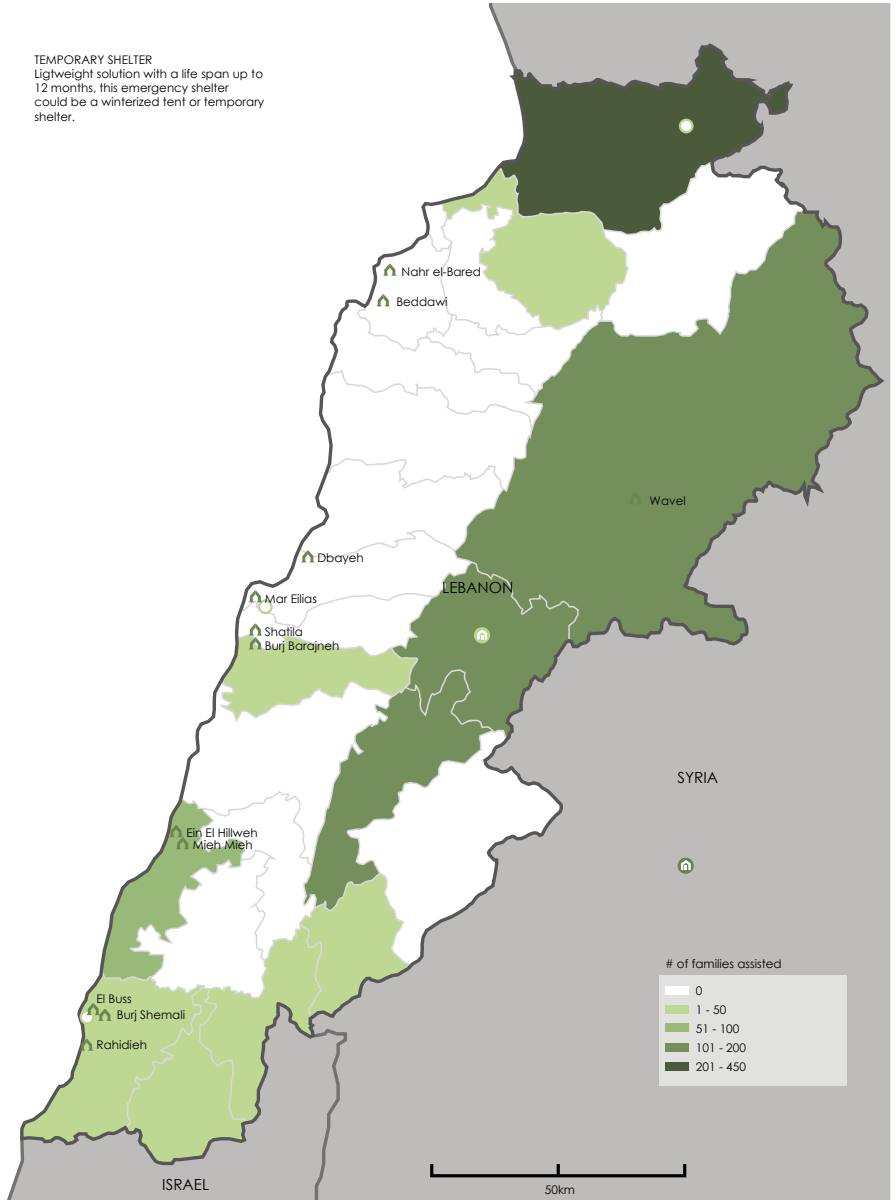 TEMPORARY SHELTER
Ligtweight solution with a life span up to
12 months, this emergency shelter
could be a winterized tent or temporary
shelter.
Nahr el-Bared
Beddawi
Wavel
Dbayeh
LEBANON
Mar Eilias
Shatila
Burj Barajneh
SYRIA
Ein El Hillweh
Mieh Mieh
# of families assisted
0
1 - 50
51 - 100
101 - 200
201 - 450
El Buss
Burj Shemali
Rahidieh
ISRAEL
50km